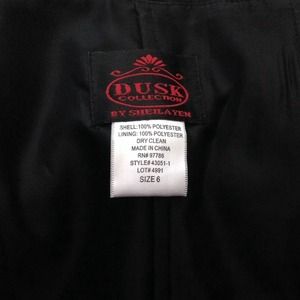 DUSK
COLLECTION
BY SHEILAYEN
SHELL: 100% POLYESTER
LINING: 100% POLYESTER
DRY CLEAN
MADE IN CHINA
RN# 97786
STYLE# 43051-1
LOT# 4991
SIZE 6